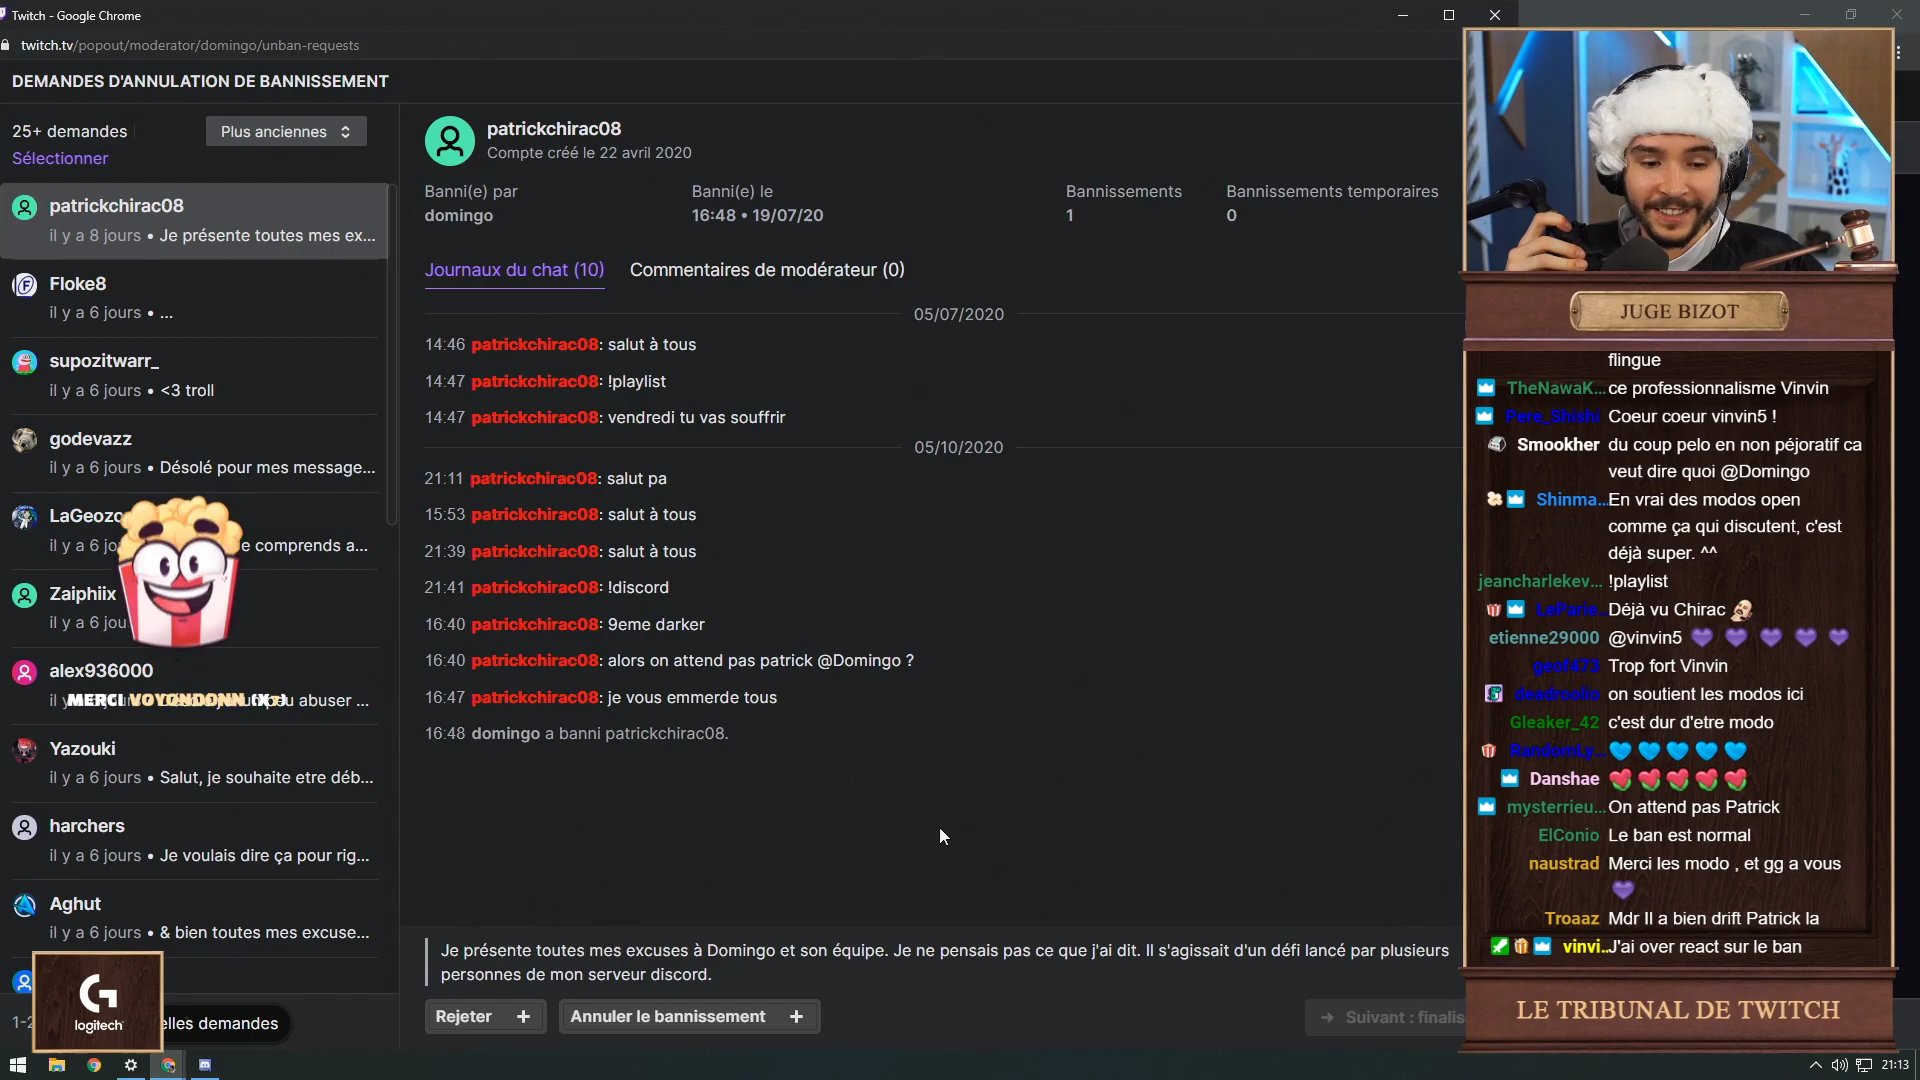 Twitch - Google Chrome
twitch.tv/popout/moderator/domingo/unban-requests
DEMANDES D'ANNULATION DE BANNISSEMENT
25+ demandes
Plus anciennes
Sélectionner
patrickchirac08
il y a 8 jours • Je présente toutes mes ex...
Floke8
il y a 6 jours • ...
supozitwarr_
il y a 6 jours • <3 troll
godevazz
il y a 6 jours • Désolé pour mes message...
LaGeozo
il y a 6 jo
e comprends a...
Zaiphiix
il y a 6 jou
alex936000
MERCI VOYONDONN (X7)
abuser ...
Yazouki
il y a 6 jours • Salut, je souhaite etre déb...
harchers
il y a 6 jours • Je voulais dire ça pour rig...
Aghut
il y a 6 jours • & bien toutes mes excuse...
logitech
elles demandes
patrickchirac08
Compte créé le 22 avril 2020
Banni(e) par
domingo
Banni(e) le
16:48 • 19/07/20
Bannissements
1
Bannissements temporaires
0
Journaux du chat (10)
Commentaires de modérateur (0)
05/07/2020
14:46 patrickchirac08: salut à tous
14:47 patrickchirac08: !playlist
14:47 patrickchirac08: vendredi tu vas souffrir
05/10/2020
21:11 patrickchirac08: salut pa
15:53 patrickchirac08: salut à tous
21:39 patrickchirac08: salut à tous
21:41 patrickchirac08: !discord
16:40 patrickchirac08: 9eme darker
16:40 patrickchirac08: alors on attend pas patrick @Domingo ?
16:47 patrickchirac08: je vous emmerde tous
16:48 domingo a banni patrickchirac08.
Je présente toutes mes excuses à Domingo et son équipe. Je ne pensais pas ce que j'ai dit. Il s'agissait d'un défi lancé par plusieurs
personnes de mon serveur discord.
Rejeter +
Annuler le bannissement +
→ Suivant : finalis
JUGE BIZOT
flingue
TheNawaK... ce professionnalisme Vinvin
Pere_Shishi Coeur coeur vinvin5 !
Smookher du coup pelo en non péjoratif ca
veut dire quoi @Domingo
Shinma... En vrai des modos open
comme ça qui discutent, c'est
déjà super. ^^
jeancharlekev... !playlist
LeParie... Déjà vu Chirac
etienne29000 @vinvin5 💜 💜 💜 💜 💜
geof473 Trop fort Vinvin
deadroolio on soutient les modos ici
Gleaker_42 c'est dur d'etre modo
RandomLy...
Danshae
mysterrieu... On attend pas Patrick
ElConio Le ban est normal
naustrad Merci les modo , et gg a vous
Troaaz Mdr Il a bien drift Patrick la
vinvi... J'ai over react sur le ban
LE TRIBUNAL DE TWITCH
21:13